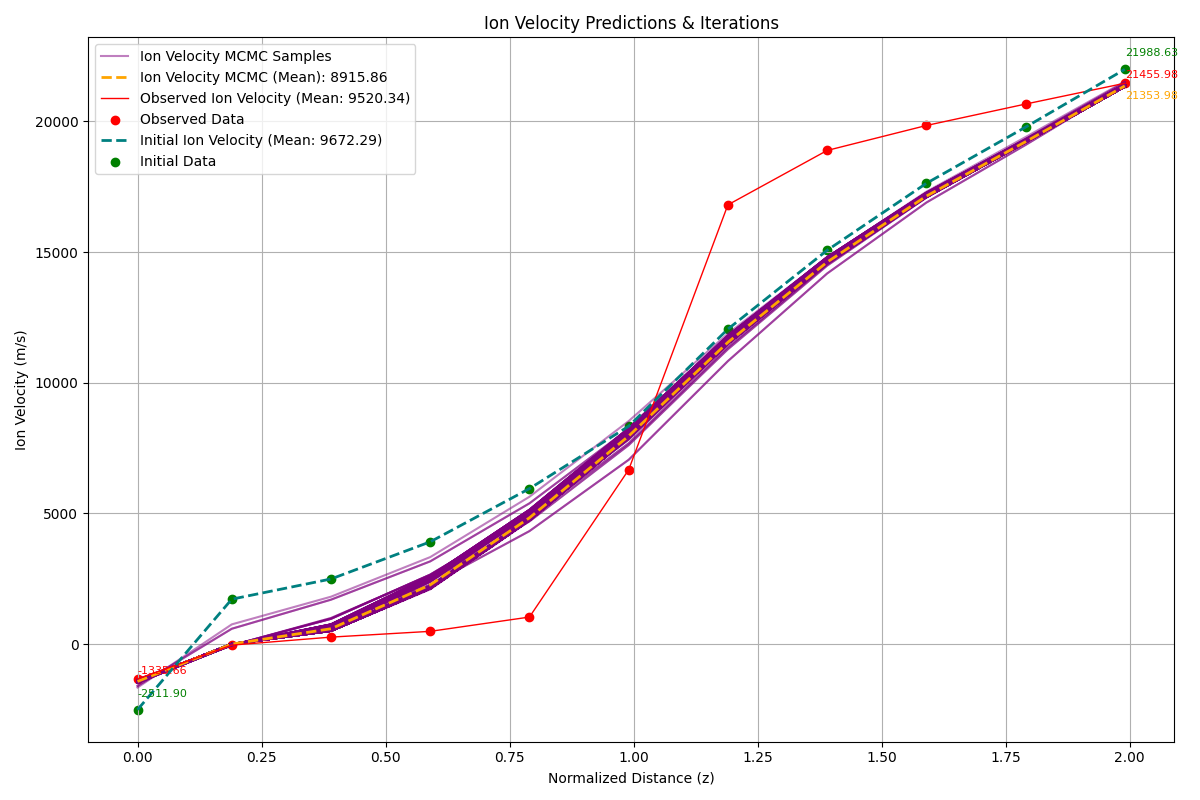 Ion Velocity Predictions & Iterations
Ion Velocity MCMC Samples
Ion Velocity MCMC (Mean): 8915.86
Observed Ion Velocity (Mean: 9520.34)
Observed Data
Initial Ion Velocity (Mean: 9672.29)
Initial Data
21988.63
21455.98
21353.98
20000
15000
10000
5000
0
-2511.90
0.00
0.25
0.50
0.75
1.00
1.25
1.50
1.75
2.00
Ion Velocity (m/s)
Normalized Distance (z)